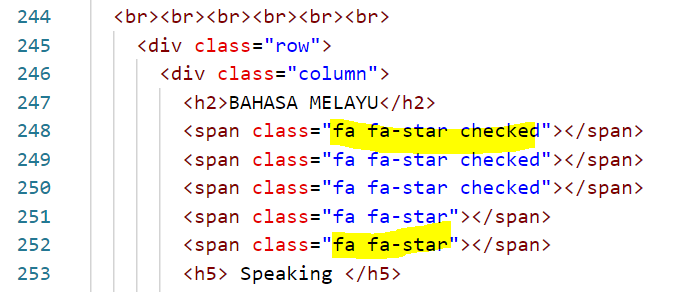 244 <br><br><br><br><br><br>
245 <div class="row">
246 <div class="column">
247 <h2>BAHASA MELAYU</h2>
248 <span class="fa fa-star checked"></span>
249 <span class="fa fa-star checked"></span>
250 <span class="fa fa-star checked"></span>
251 <span class="fa fa-star"></span>
252 <span class="fa fa-star"></span>
253 <h5> Speaking </h5>